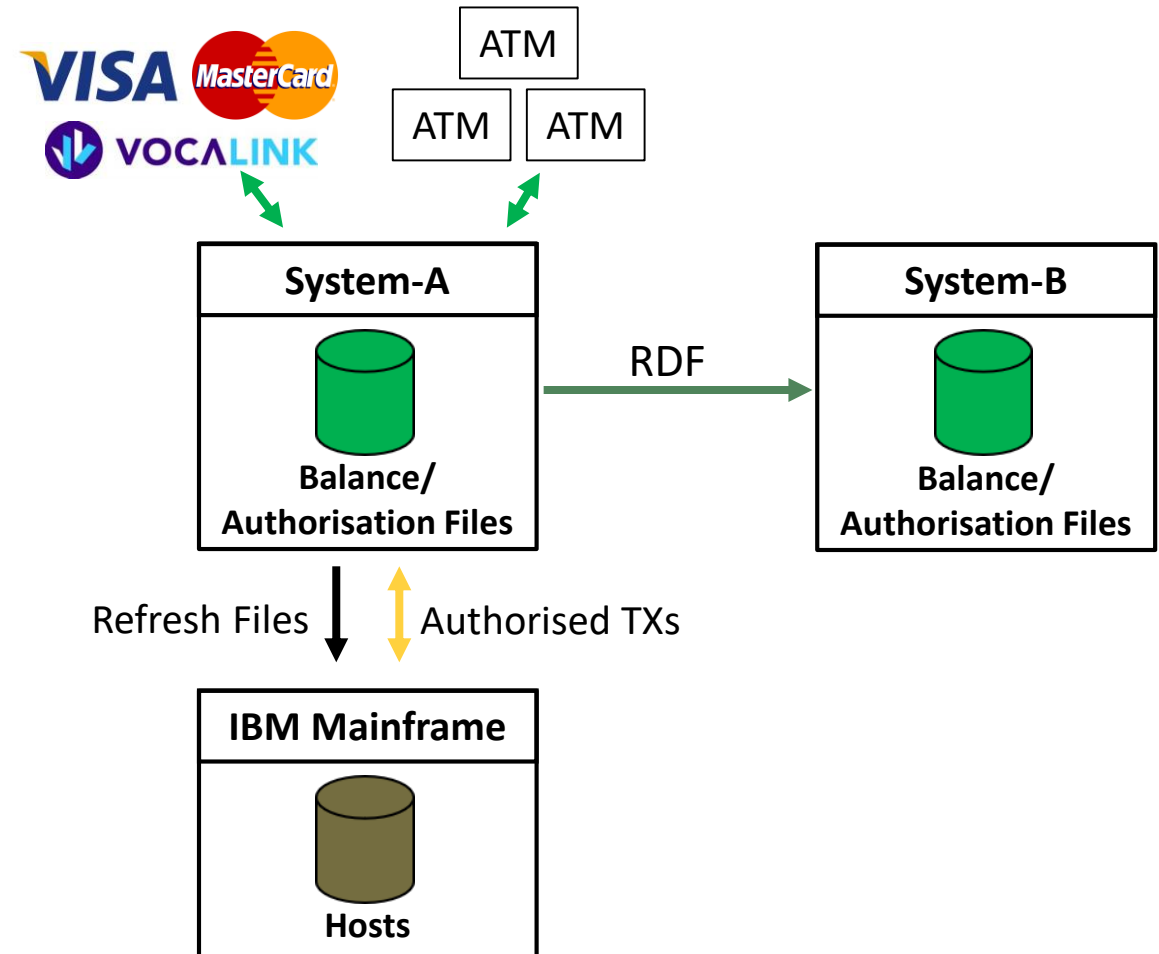 VISA
MasterCard
VOCALINK
ATM
ATM
ATM
System-A
Balance/
Authorisation Files
RDF
System-B
Balance/
Authorisation Files
Refresh Files
Authorised TXs
IBM Mainframe
Hosts